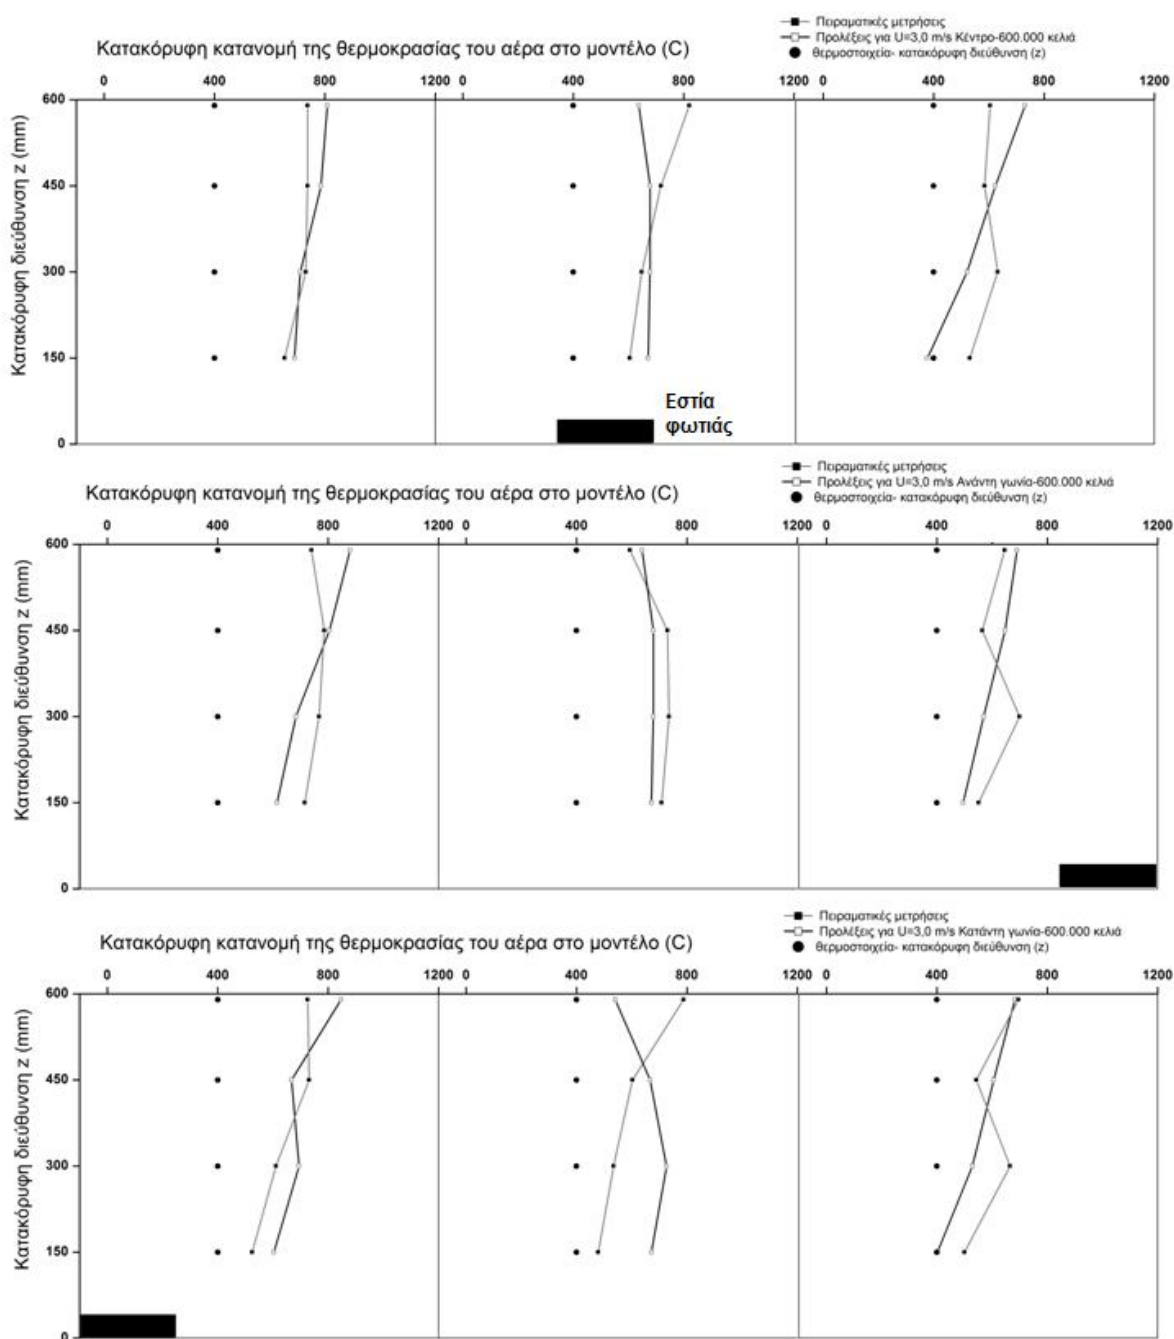 Πειραματικές μετρήσεις
Προλέξεις για U=3,0 m/s Κέντρο-600.000 κελιά
θερμοστοιχεία- κατακόρυφη διεύθυνση (z)
Κατακόρυφη κατανομή της θερμοκρασίας του αέρα στο μοντέλο (C)
0 400 800 1200 0 400 800 1200 0 400 800 1200
Κατακόρυφη διεύθυνση z (mm)
600
450
300
150
0
Εστία
φωτιάς
Πειραματικές μετρήσεις
Προλέξεις για U=3,0 m/s Ανάντη γωνία-600.000 κελιά
θερμοστοιχεία- κατακόρυφη διεύθυνση (z)
Κατακόρυφη κατανομή της θερμοκρασίας του αέρα στο μοντέλο (C)
0 400 800 1200 0 400 800 1200 0 400 800 1200
Κατακόρυφη διεύθυνση z (mm)
600
450
300
150
0
Πειραματικές μετρήσεις
Προλέξεις για U=3,0 m/s Κατάντη γωνία-600.000 κελιά
θερμοστοιχεία- κατακόρυφη διεύθυνση (z)
Κατακόρυφη κατανομή της θερμοκρασίας του αέρα στο μοντέλο (C)
0 400 800 1200 0 400 800 1200 0 400 800 1200
Κατακόρυφη διεύθυνση z (mm)
600
450
300
150
0